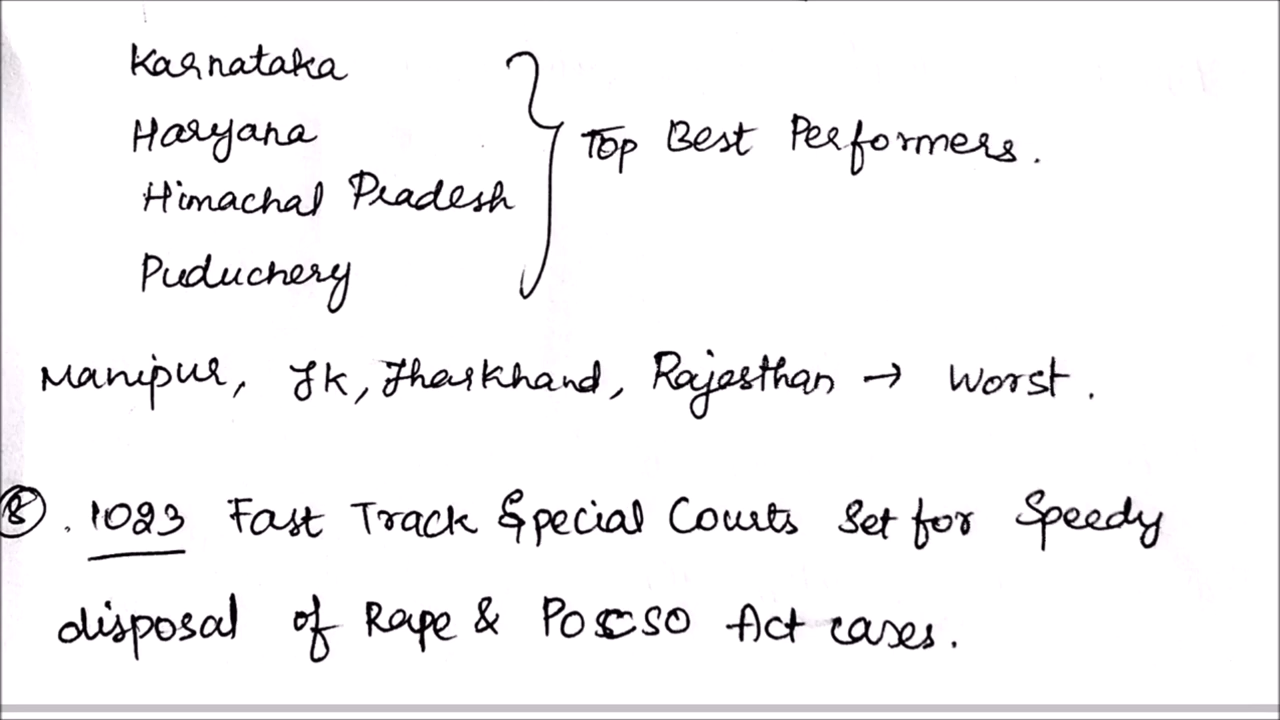 Karnataka
Haryana
Himachal Pradesh
Puduchery
} Top Best Performers.
Manipur, JK, Jharkhand, Rajasthan → Worst.
⑧. 1023 Fast Track Special Courts Set for Speedy
disposal of Rape & POCSO Act cases.